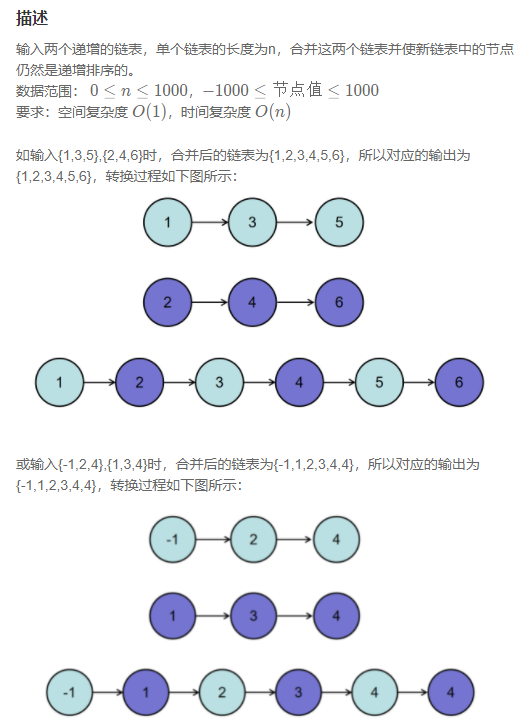 描述
输入两个递增的链表，单个链表的长度为n，合并这两个链表并使新链表中的节点
仍然是递增排序的。
数据范围： 0 ≤ n ≤ 1000，−1000 ≤ 节点值 ≤ 1000
要求：空间复杂度 O(1)，时间复杂度 O(n)
如输入{1,3,5},{2,4,6}时，合并后的链表为{1,2,3,4,5,6}，所以对应的输出为
{1,2,3,4,5,6}，转换过程如下图所示：
1 3 5
2 4 6
1 2 3 4 5 6
或输入{-1,2,4},{1,3,4}时，合并后的链表为{-1,1,2,3,4,4}，所以对应的输出为
{-1,1,2,3,4,4}，转换过程如下图所示：
-1 2 4
1 3 4
-1 1 2 3 4 4